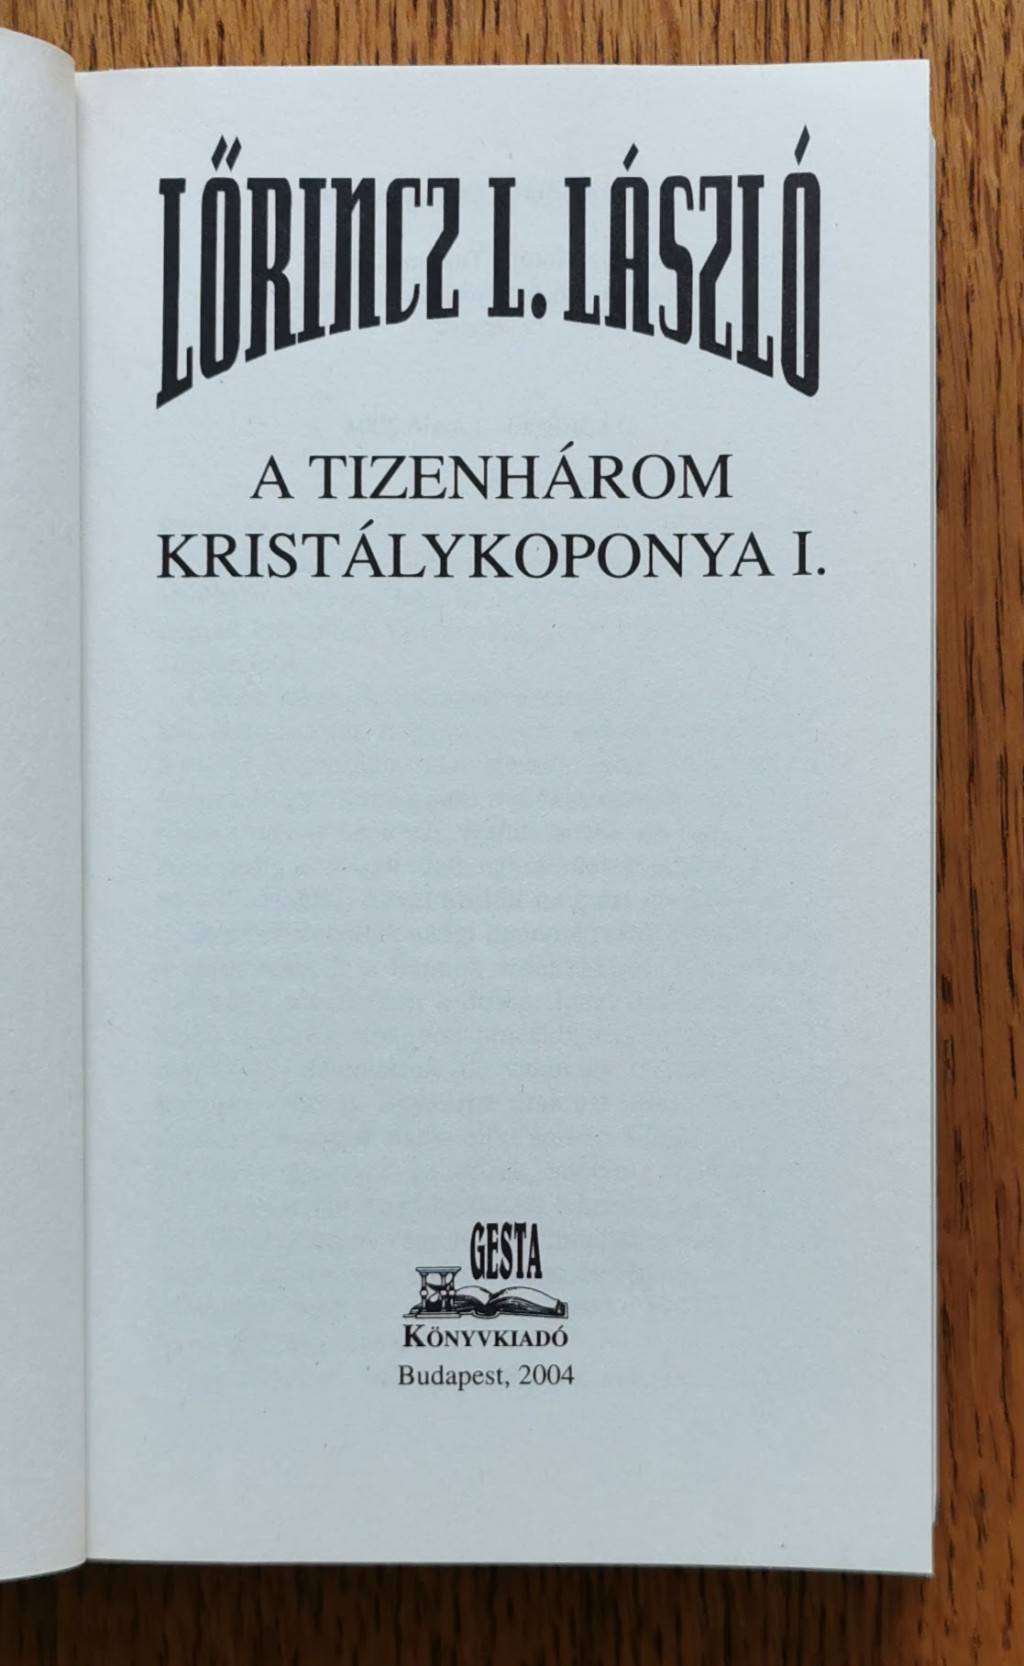 LŐRINCZ L. LÁSZLÓ
A TIZENHÁROM
KRISTÁLYKOPONYA I.
GESTA
KÖNYVKIADÓ
Budapest, 2004